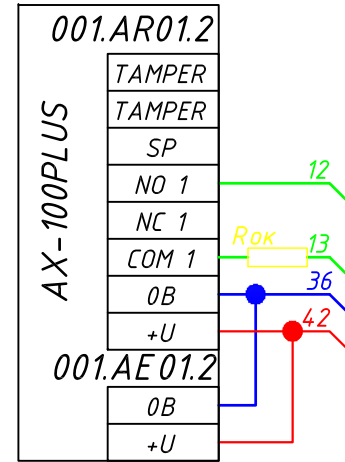 001.AR01.2
AX-100PLUS
TAMPER
TAMPER
SP
NO 1
12
NC 1
Rок
COM 1
13
0В
36
+U
42
001.AE 01.2
0В
+U